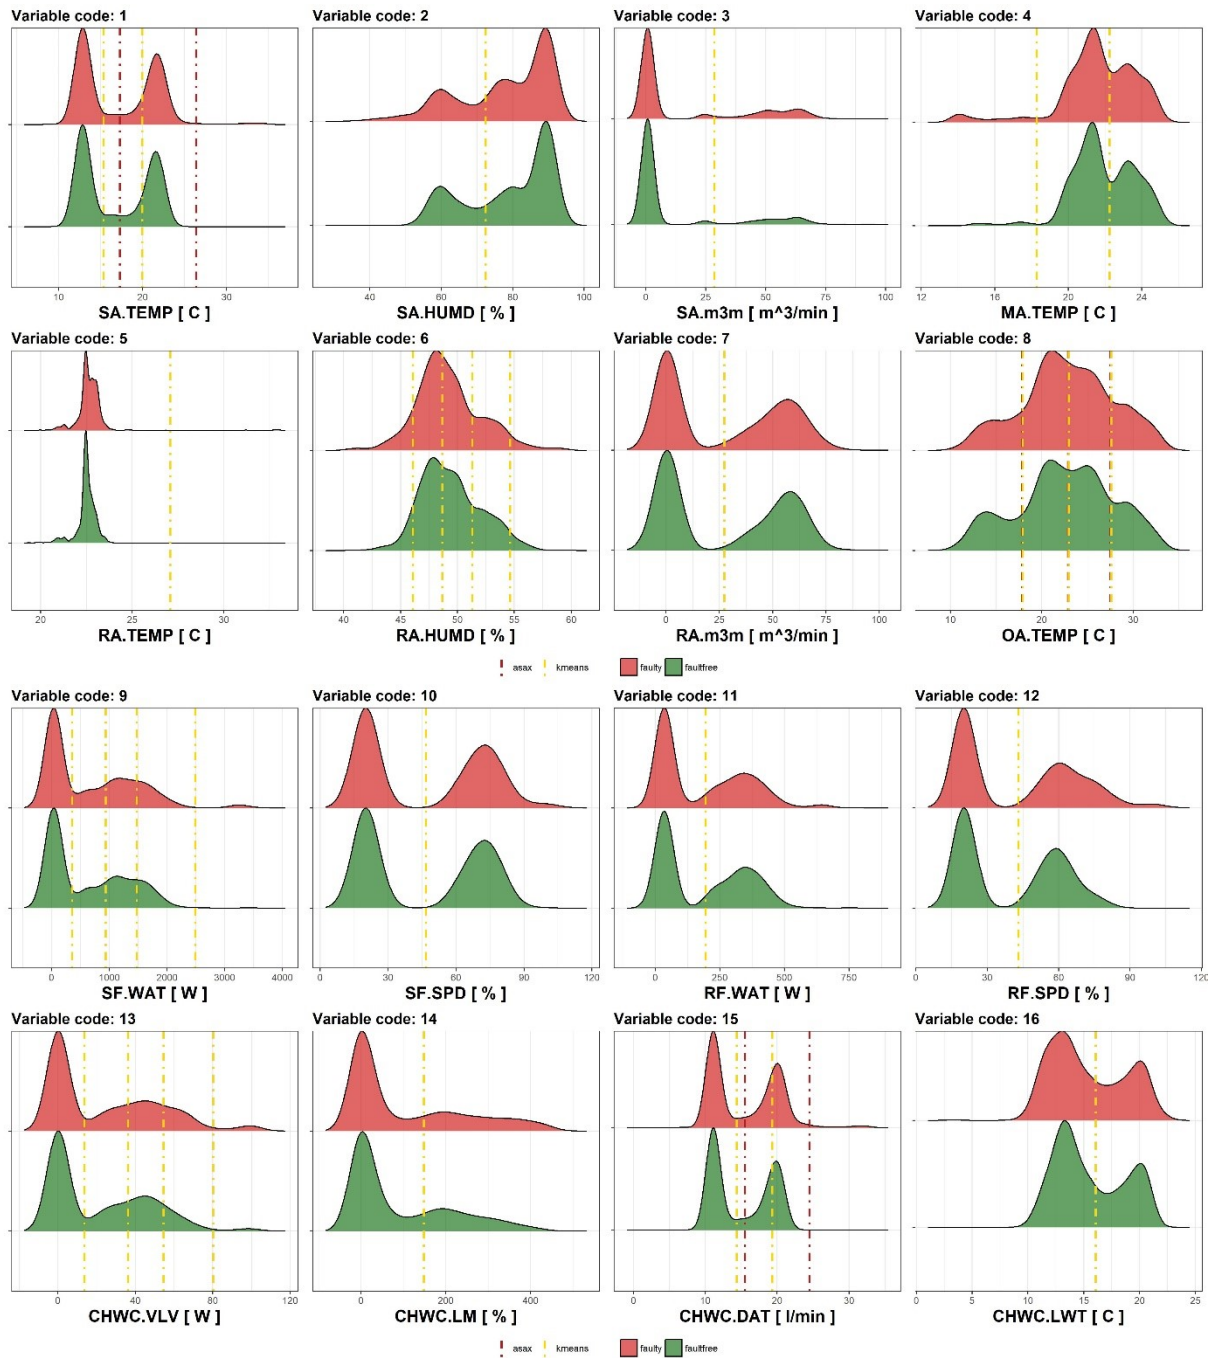 Variable code: 1 Variable code: 2 Variable code: 3 Variable code: 4
10 20 30 40 60 80 100 0 25 50 75 100 12 16 20 24
SA.TEMP [ C ] SA.HUMD [ % ] SA.m3m [ m^3/min ] MA.TEMP [ C ]
Variable code: 5 Variable code: 6 Variable code: 7 Variable code: 8
20 25 30 40 45 50 55 60 0 25 50 75 100 10 20 30
RA.TEMP [ C ] RA.HUMD [ % ] RA.m3m [ m^3/min ] OA.TEMP [ C ]
asax kmeans faulty faultfree
Variable code: 9 Variable code: 10 Variable code: 11 Variable code: 12
0 1000 2000 3000 4000 0 30 60 90 120 0 250 500 750 0 30 60 90 120
SF.WAT [ W ] SF.SPD [ % ] RF.WAT [ W ] RF.SPD [ % ]
Variable code: 13 Variable code: 14 Variable code: 15 Variable code: 16
0 40 80 120 0 200 400 0 10 20 30 0 5 10 15 20 25
CHWC.VLV [ W ] CHWC.LM [ % ] CHWC.DAT [ l/min ] CHWC.LWT [ C ]
asax kmeans faulty faultfree